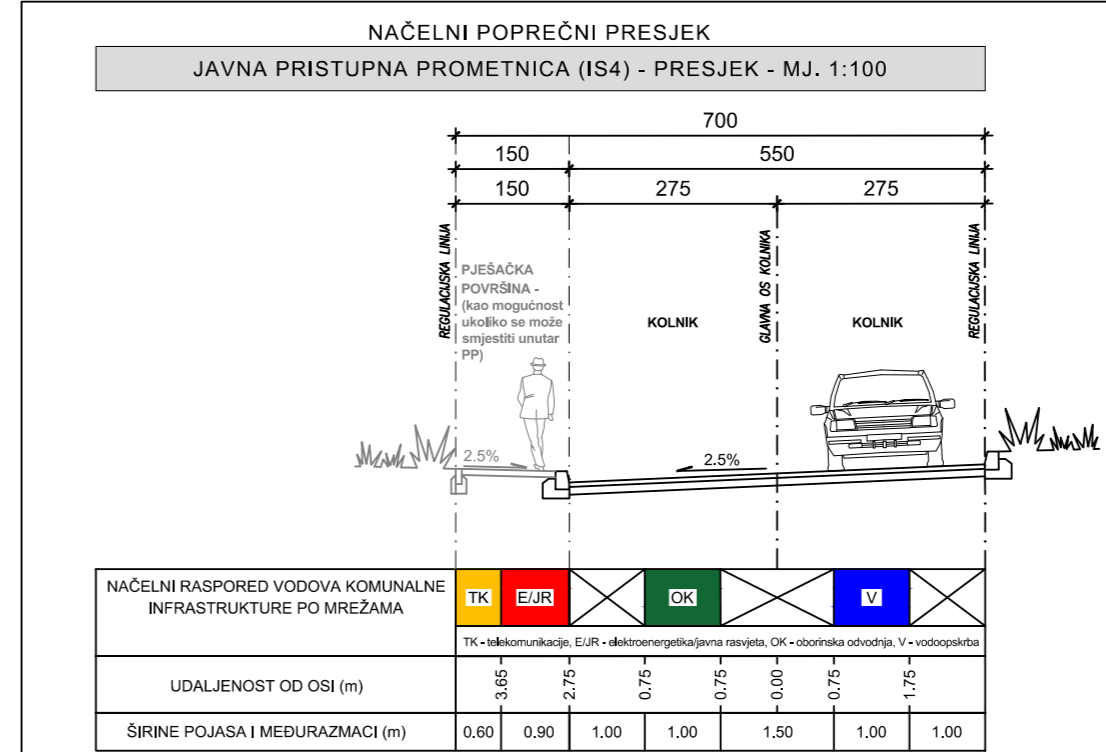 NAČELNI POPREČNI PRESJEK
JAVNA PRISTUPNA PROMETNICA (IS4) - PRESJEK - MJ. 1:100
700
150 550
150 275 275
REGULACIJSKA LINIJA
PJEŠAČKA
POVRŠINA -
(kao mogućnost
ukoliko se može
smjestiti unutar
PP)
KOLNIK
GLAVNA OS KOLNIKA
KOLNIK
REGULACIJSKA LINIJA
2.5%
2.5%
NAČELNI RASPORED VODOVA KOMUNALNE
INFRASTRUKTURE PO MREŽAMA
TK E/JR OK V
TK - telekomunikacije, E/JR - elektroenergetika/javna rasvjeta, OK - oborinska odvodnja, V - vodoopskrba
UDALJENOST OD OSI (m) 3.65 2.75 0.75 0.75 0.00 0.75 1.75
ŠIRINE POJASA I MEĐURAZMACI (m) 0.60 0.90 1.00 1.00 1.50 1.00 1.00